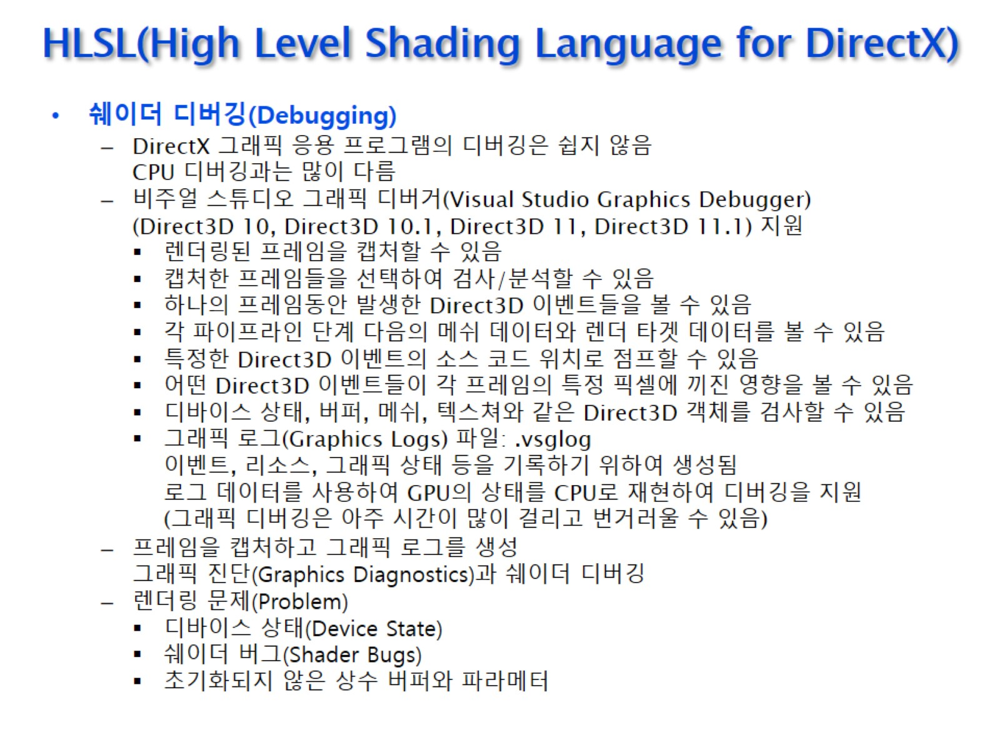 HLSL(High Level Shading Language for DirectX)
• 쉐이더 디버깅(Debugging)
– DirectX 그래픽 응용 프로그램의 디버깅은 쉽지 않음
CPU 디버깅과는 많이 다름
– 비주얼 스튜디오 그래픽 디버거(Visual Studio Graphics Debugger)
(Direct3D 10, Direct3D 10.1, Direct3D 11, Direct3D 11.1) 지원
▪ 렌더링된 프레임을 캡처할 수 있음
▪ 캡처한 프레임들을 선택하여 검사/분석할 수 있음
▪ 하나의 프레임동안 발생한 Direct3D 이벤트들을 볼 수 있음
▪ 각 파이프라인 단계 다음의 메쉬 데이터와 렌더 타겟 데이터를 볼 수 있음
▪ 특정한 Direct3D 이벤트의 소스 코드 위치로 점프할 수 있음
▪ 어떤 Direct3D 이벤트들이 각 프레임의 특정 픽셀에 끼진 영향을 볼 수 있음
▪ 디바이스 상태, 버퍼, 메쉬, 텍스쳐와 같은 Direct3D 객체를 검사할 수 있음
▪ 그래픽 로그(Graphics Logs) 파일: .vsglog
이벤트, 리소스, 그래픽 상태 등을 기록하기 위하여 생성됨
로그 데이터를 사용하여 GPU의 상태를 CPU로 재현하여 디버깅을 지원
(그래픽 디버깅은 아주 시간이 많이 걸리고 번거러울 수 있음)
– 프레임을 캡처하고 그래픽 로그를 생성
그래픽 진단(Graphics Diagnostics)과 쉐이더 디버깅
– 렌더링 문제(Problem)
▪ 디바이스 상태(Device State)
▪ 쉐이더 버그(Shader Bugs)
▪ 초기화되지 않은 상수 버퍼와 파라메터